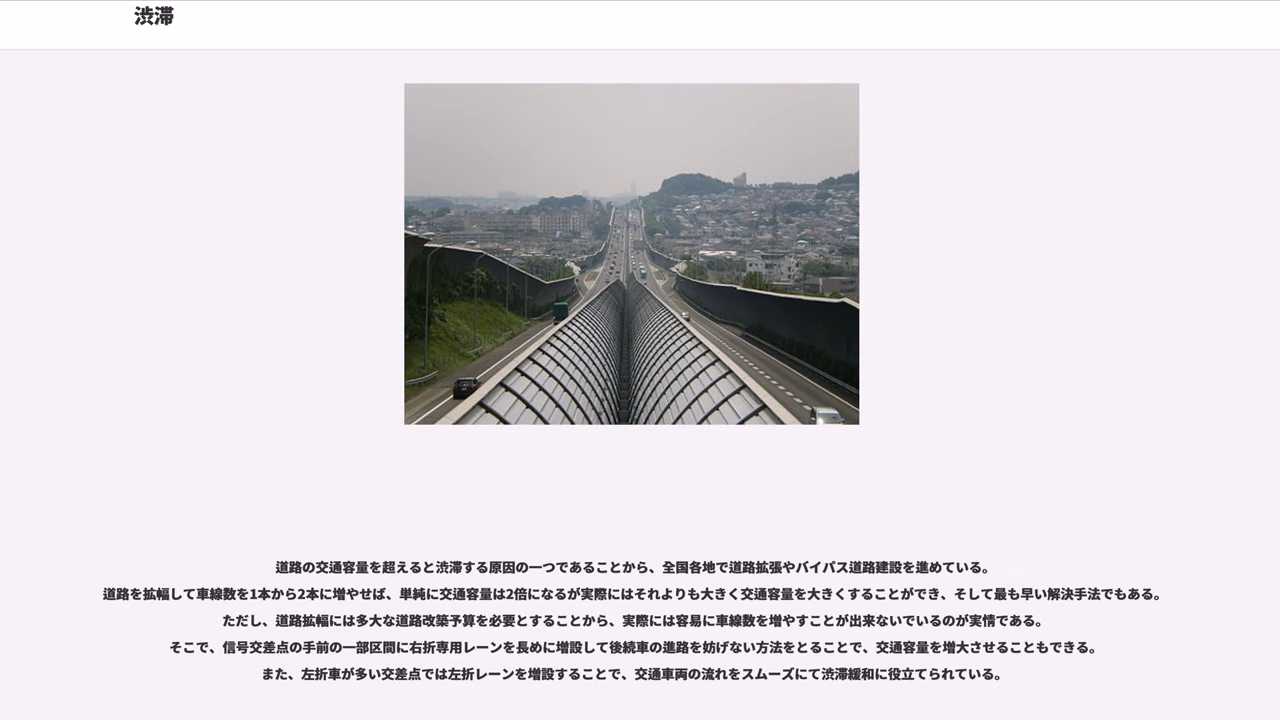 渋滞
道路の交通容量を超えると渋滞する原因の一つであることから、全国各地で道路拡張やバイパス道路建設を進めている。
道路を拡幅して車線数を1本から2本に増やせば、単純に交通容量は2倍になるが実際にはそれよりも大きく交通容量を大きくすることができ、そして最も早い解決手法でもある。
ただし、道路拡幅には多大な道路改築予算を必要とすることから、実際には容易に車線数を増やすことが出来ないでいるのが実情である。
そこで、信号交差点の手前の一部区間に右折専用レーンを長めに増設して後続車の進路を妨げない方法をとることで、交通容量を増大させることもできる。
また、左折車が多い交差点では左折レーンを増設することで、交通車両の流れをスムーズにて渋滞緩和に役立てられている。